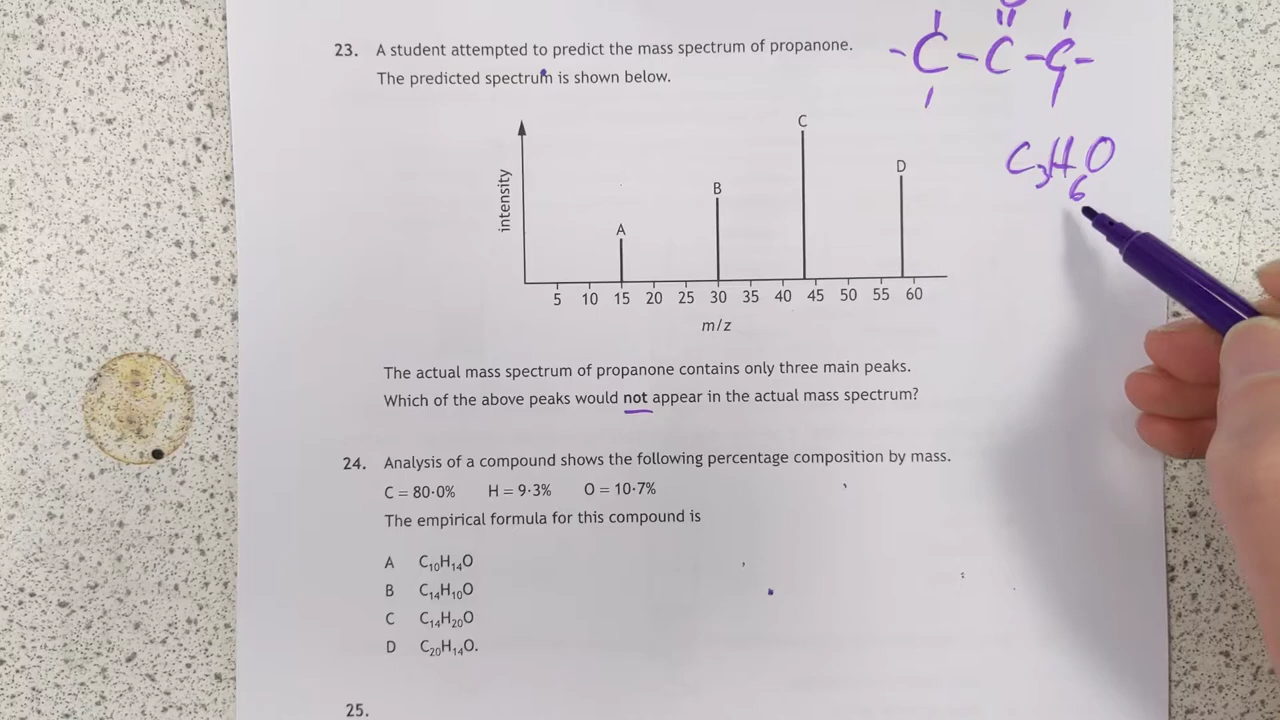 23. A student attempted to predict the mass spectrum of propanone.
The predicted spectrum is shown below.
- C - C - C -
C₃H₆O
C
D
B
A
intensity
5 10 15 20 25 30 35 40 45 50 55 60
m/z
The actual mass spectrum of propanone contains only three main peaks.
Which of the above peaks would not appear in the actual mass spectrum?
24. Analysis of a compound shows the following percentage composition by mass.
C = 80·0% H = 9·3% O = 10·7%
The empirical formula for this compound is
A C₁₀H₁₄O
B C₁₄H₁₀O
C C₁₄H₂₀O
D C₂₀H₁₄O.
25.